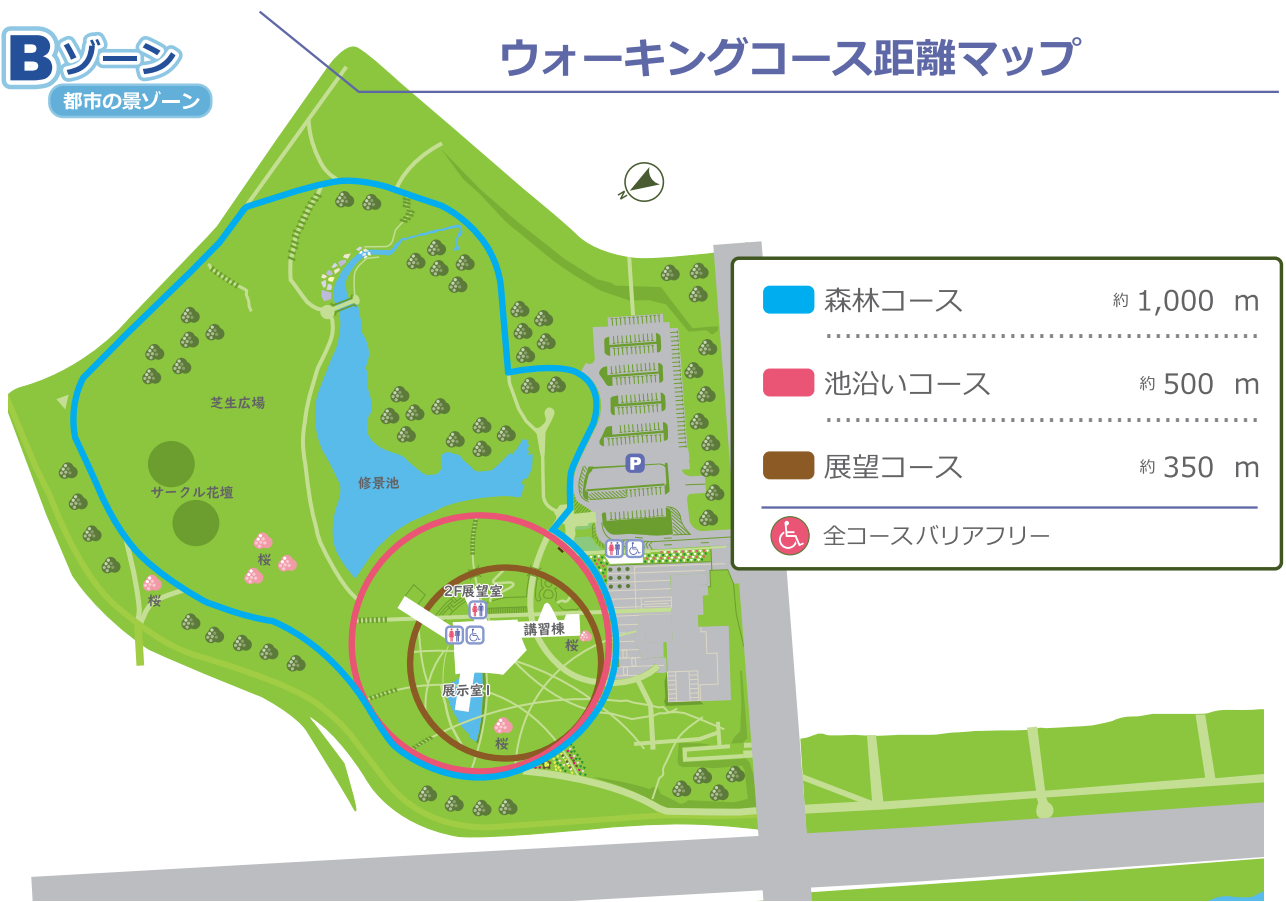 Bゾーン
都市の景ゾーン
ウォーキングコース距離マップ
N
森林コース 約 1,000 m
池沿いコース 約 500 m
展望コース 約 350 m
全コースバリアフリー
芝生広場
サークル花壇
修景池
P
桜
桜
2F展望室
講習棟
桜
展示室I
桜